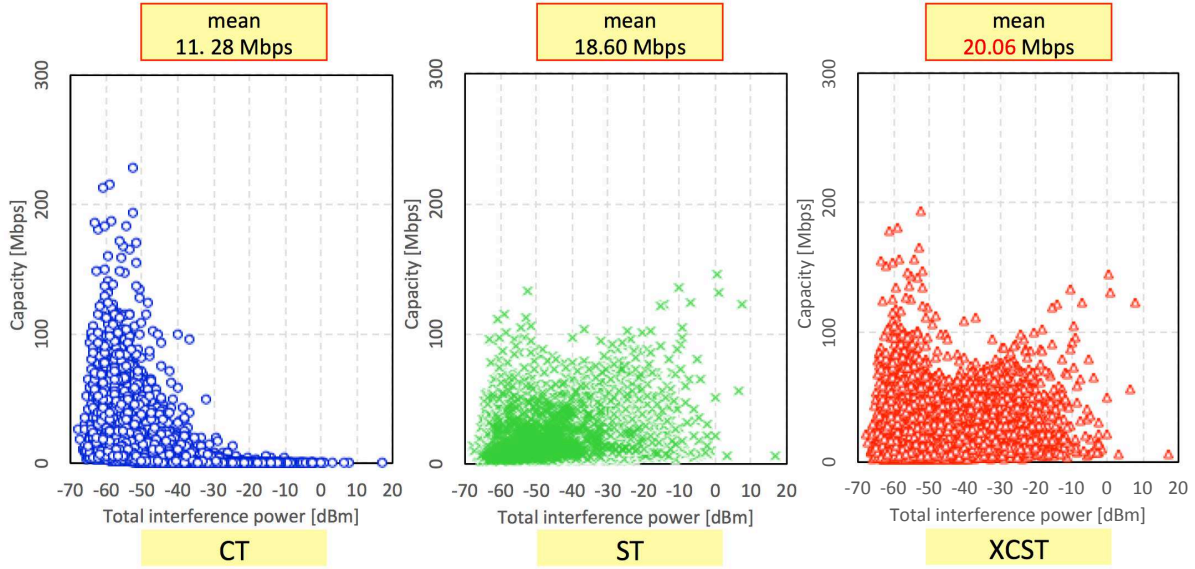 mean
11. 28 Mbps
mean
18.60 Mbps
mean
20.06 Mbps
Capacity [Mbps]
300
200
100
0
-70 -60 -50 -40 -30 -20 -10 0 10 20
Total interference power [dBm]
CT
Capacity [Mbps]
300
200
100
0
-70 -60 -50 -40 -30 -20 -10 0 10 20
Total interference power [dBm]
ST
Capacity [Mbps]
300
200
100
0
-70 -60 -50 -40 -30 -20 -10 0 10 20
Total interference power [dBm]
XCST